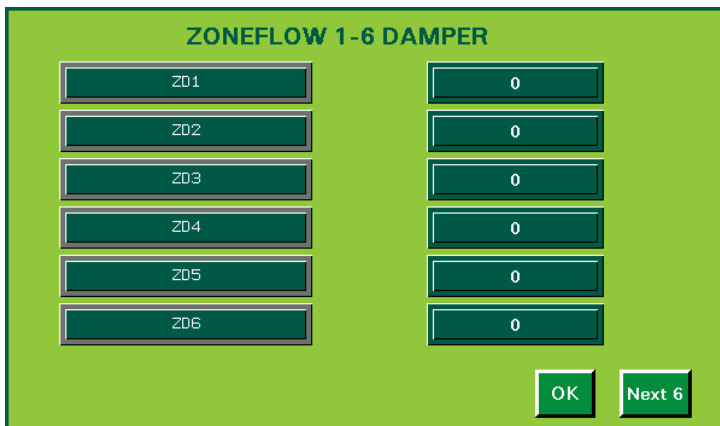 ZONEFLOW 1-6 DAMPER
ZD1 0
ZD2 0
ZD3 0
ZD4 0
ZD5 0
ZD6 0
OK Next 6